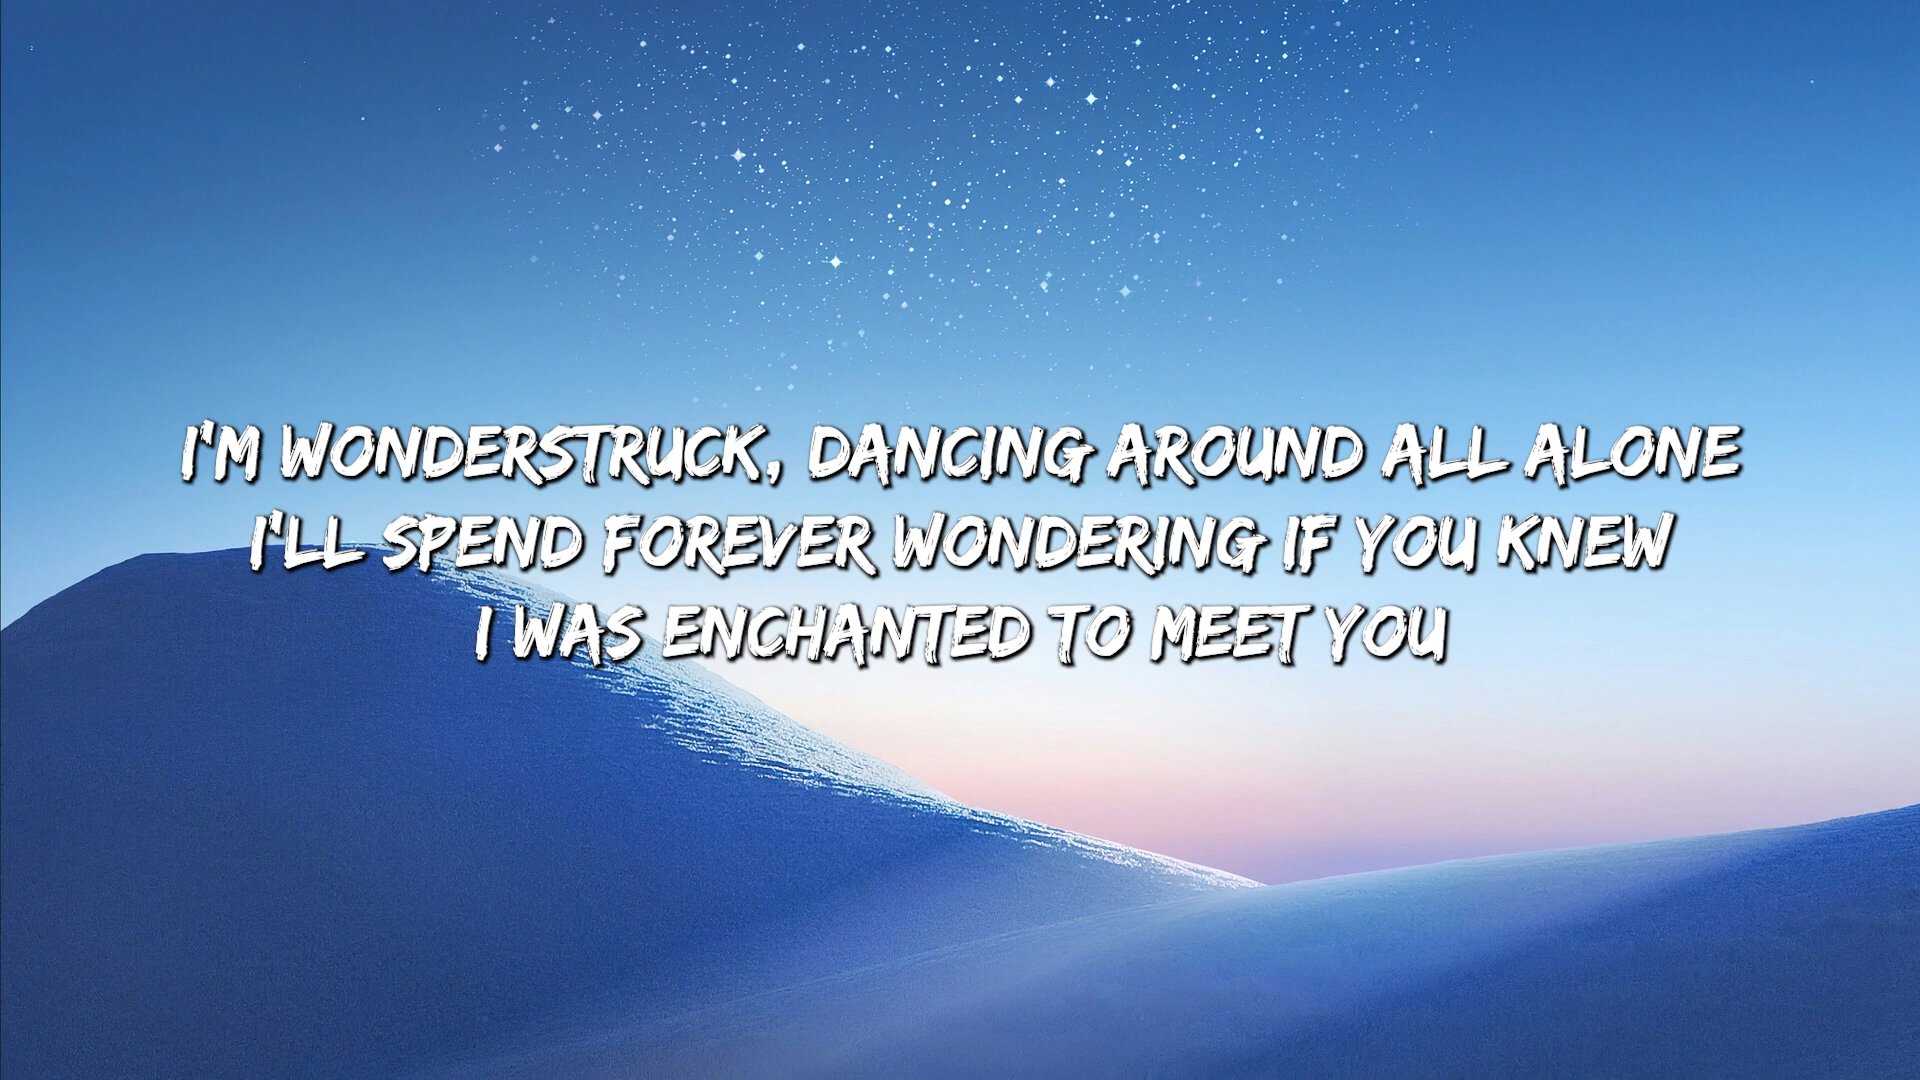 I'M WONDERSTRUCK, DANCING AROUND ALL ALONE
I'LL SPEND FOREVER WONDERING IF YOU KNEW
I WAS ENCHANTED TO MEET YOU